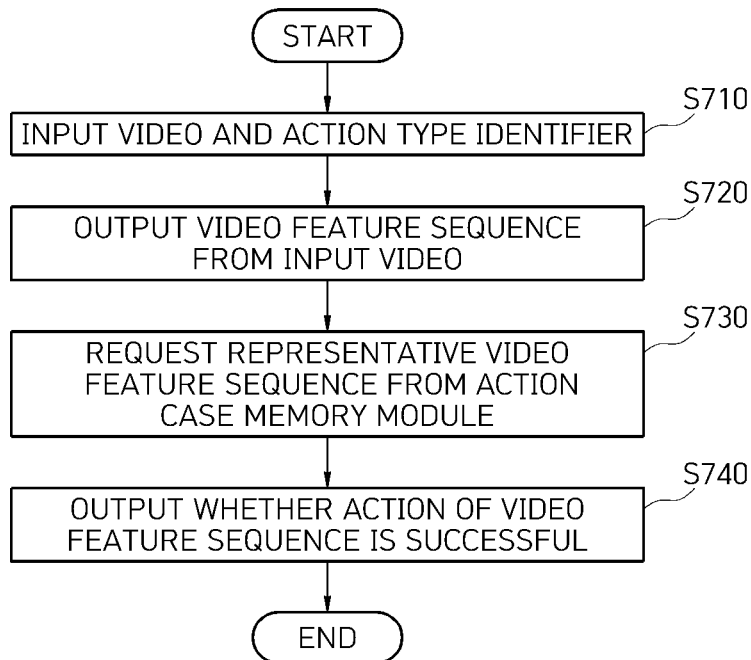 START
S710
INPUT VIDEO AND ACTION TYPE IDENTIFIER
S720
OUTPUT VIDEO FEATURE SEQUENCE
FROM INPUT VIDEO
S730
REQUEST REPRESENTATIVE VIDEO
FEATURE SEQUENCE FROM ACTION
CASE MEMORY MODULE
S740
OUTPUT WHETHER ACTION OF VIDEO
FEATURE SEQUENCE IS SUCCESSFUL
END